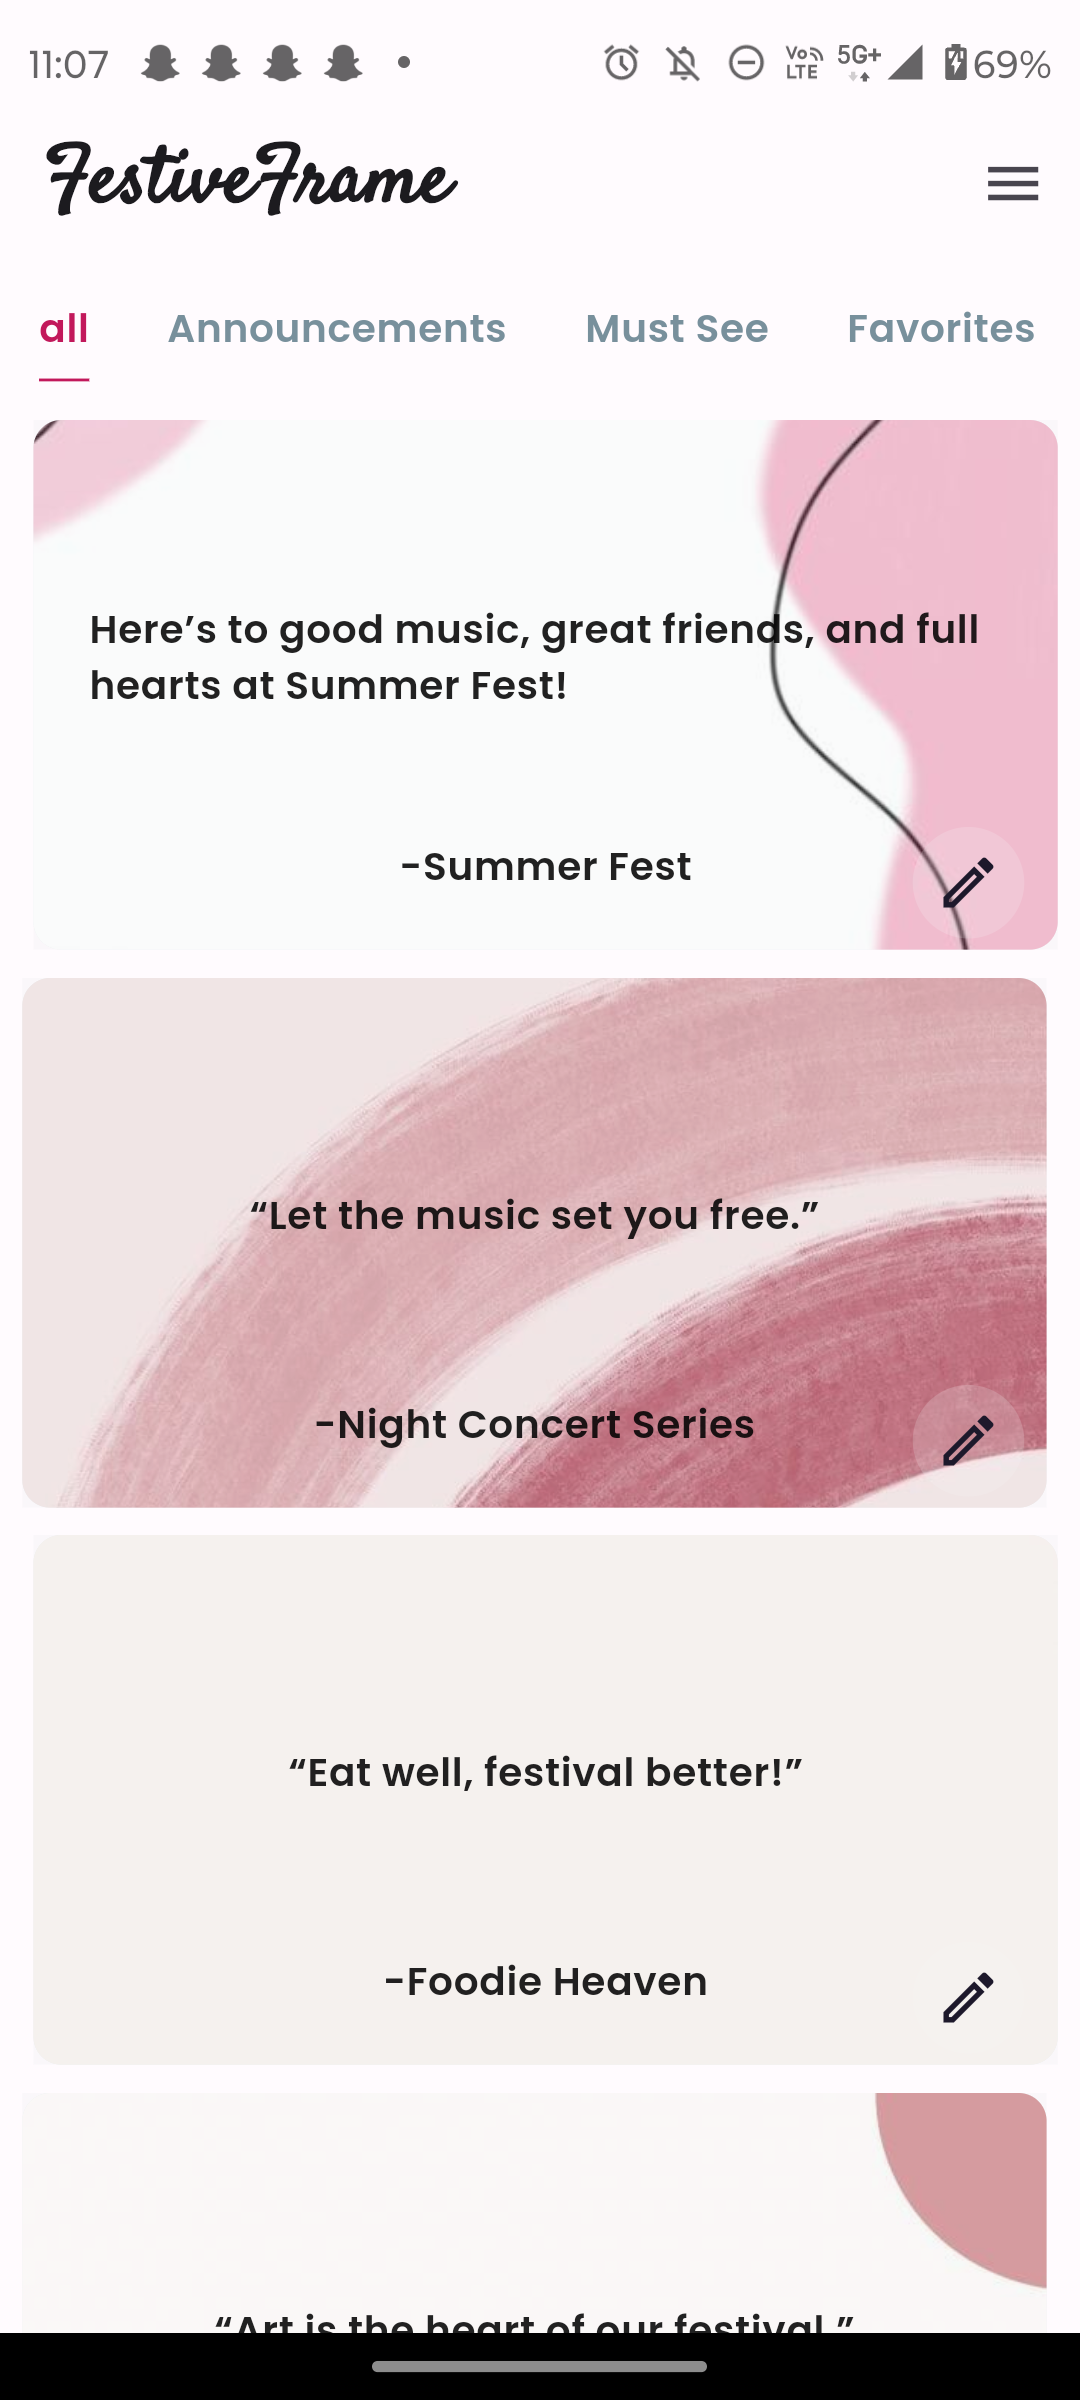 11:07
Vo
LTE
5G+
69%
FestiveFrame
all Announcements Must See Favorites
Here’s to good music, great friends, and full
hearts at Summer Fest!
-Summer Fest
“Let the music set you free.”
-Night Concert Series
“Eat well, festival better!”
-Foodie Heaven
“Art is the heart of our festival.”